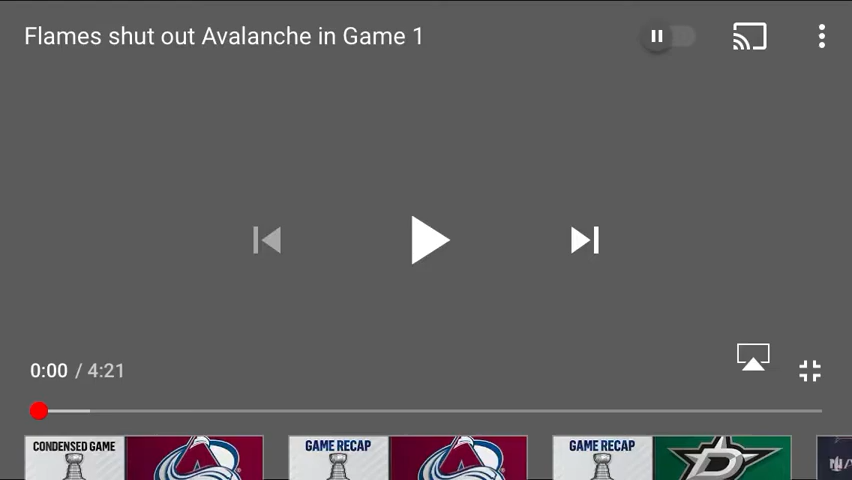 Flames shut out Avalanche in Game 1
0:00 / 4:21
CONDENSED GAME
GAME RECAP
GAME RECAP